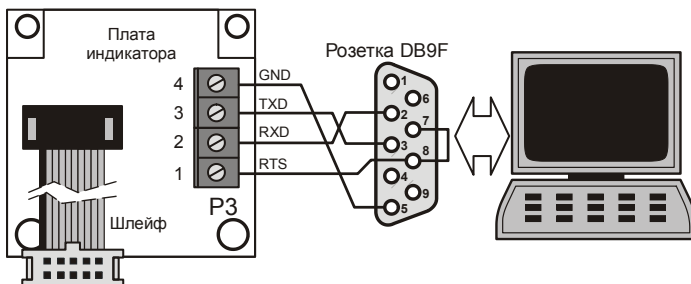 Плата
индикатора
Розетка DB9F
4 GND
3 TXD
2 RXD
1 RTS
P3
Шлейф
1
6
2
7
3
8
4
9
5